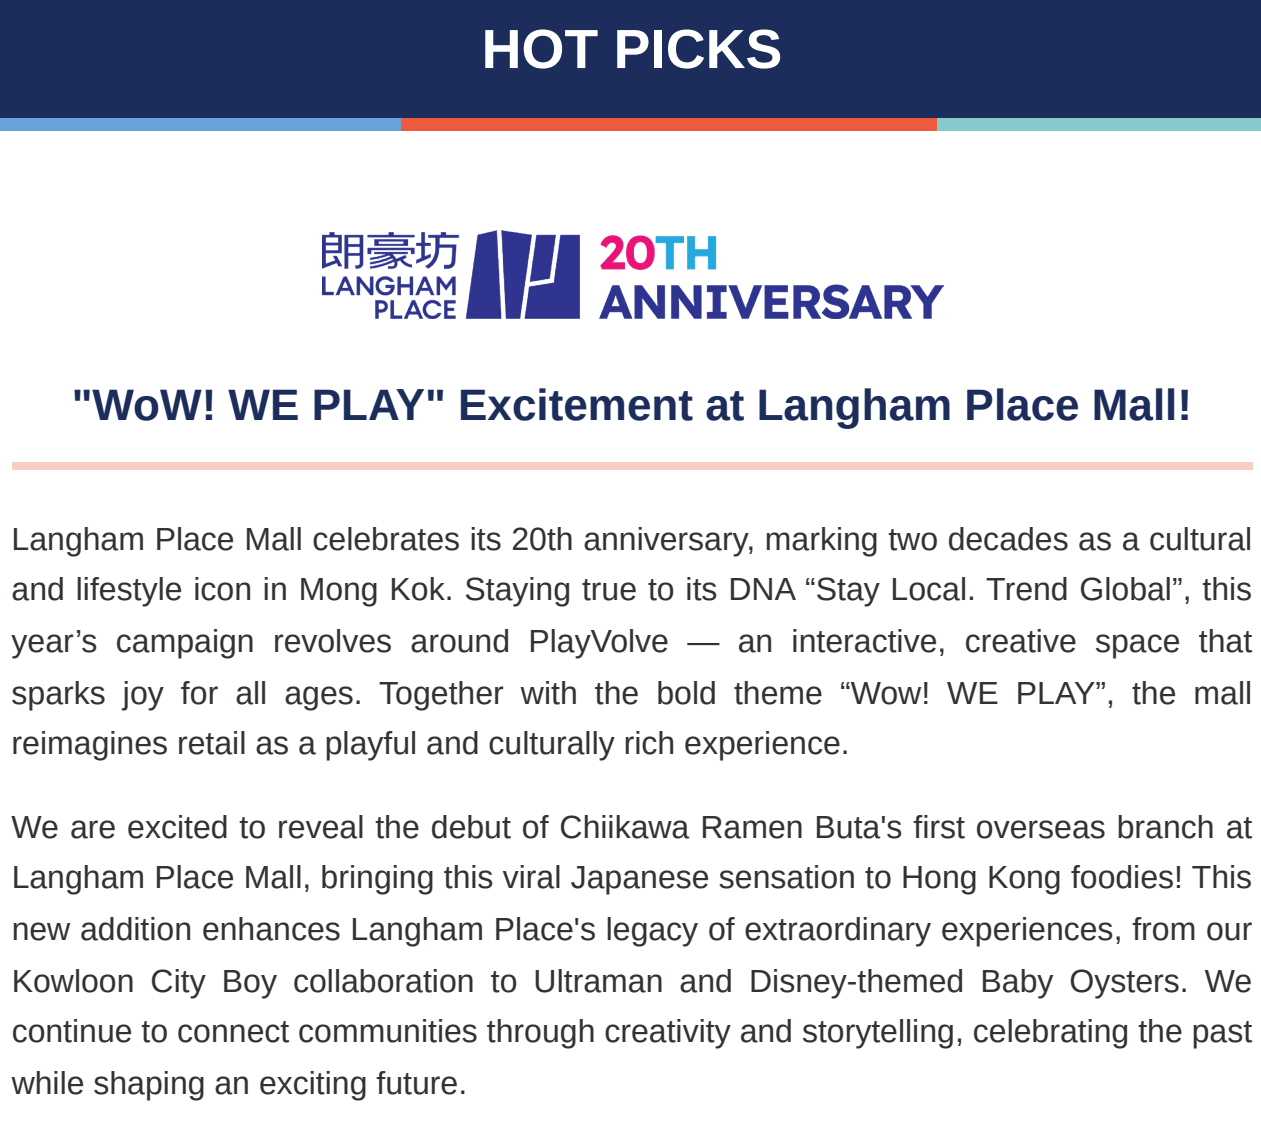 HOT PICKS
朗豪坊
LANGHAM
PLACE
20TH
ANNIVERSARY
"WoW! WE PLAY" Excitement at Langham Place Mall!
Langham Place Mall celebrates its 20th anniversary, marking two decades as a cultural
and lifestyle icon in Mong Kok. Staying true to its DNA “Stay Local. Trend Global”, this
year’s campaign revolves around PlayVolve — an interactive, creative space that
sparks joy for all ages. Together with the bold theme “Wow! WE PLAY”, the mall
reimagines retail as a playful and culturally rich experience.
We are excited to reveal the debut of Chiikawa Ramen Buta's first overseas branch at
Langham Place Mall, bringing this viral Japanese sensation to Hong Kong foodies! This
new addition enhances Langham Place's legacy of extraordinary experiences, from our
Kowloon City Boy collaboration to Ultraman and Disney-themed Baby Oysters. We
continue to connect communities through creativity and storytelling, celebrating the past
while shaping an exciting future.